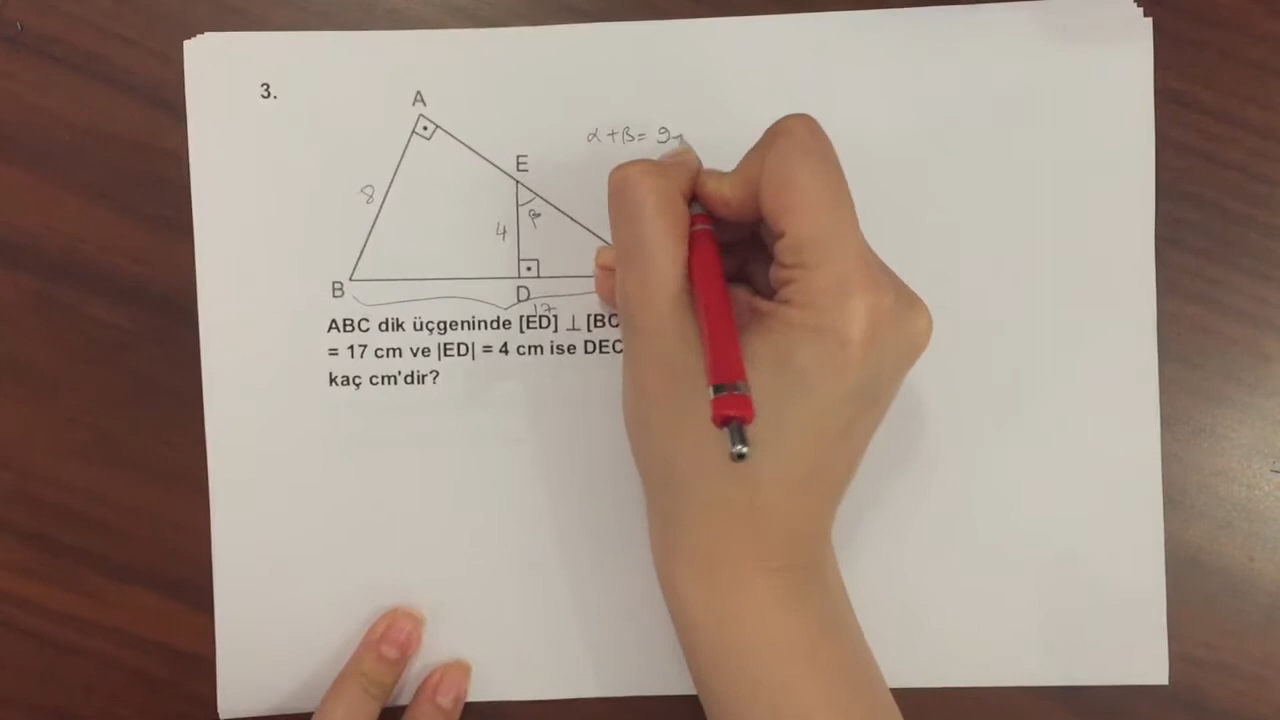 3.
A
α+β= 9
E
8
β
4
B
D
17
ABC dik üçgeninde [ED] ⊥ [BC
= 17 cm ve |ED| = 4 cm ise DEC
kaç cm'dir?